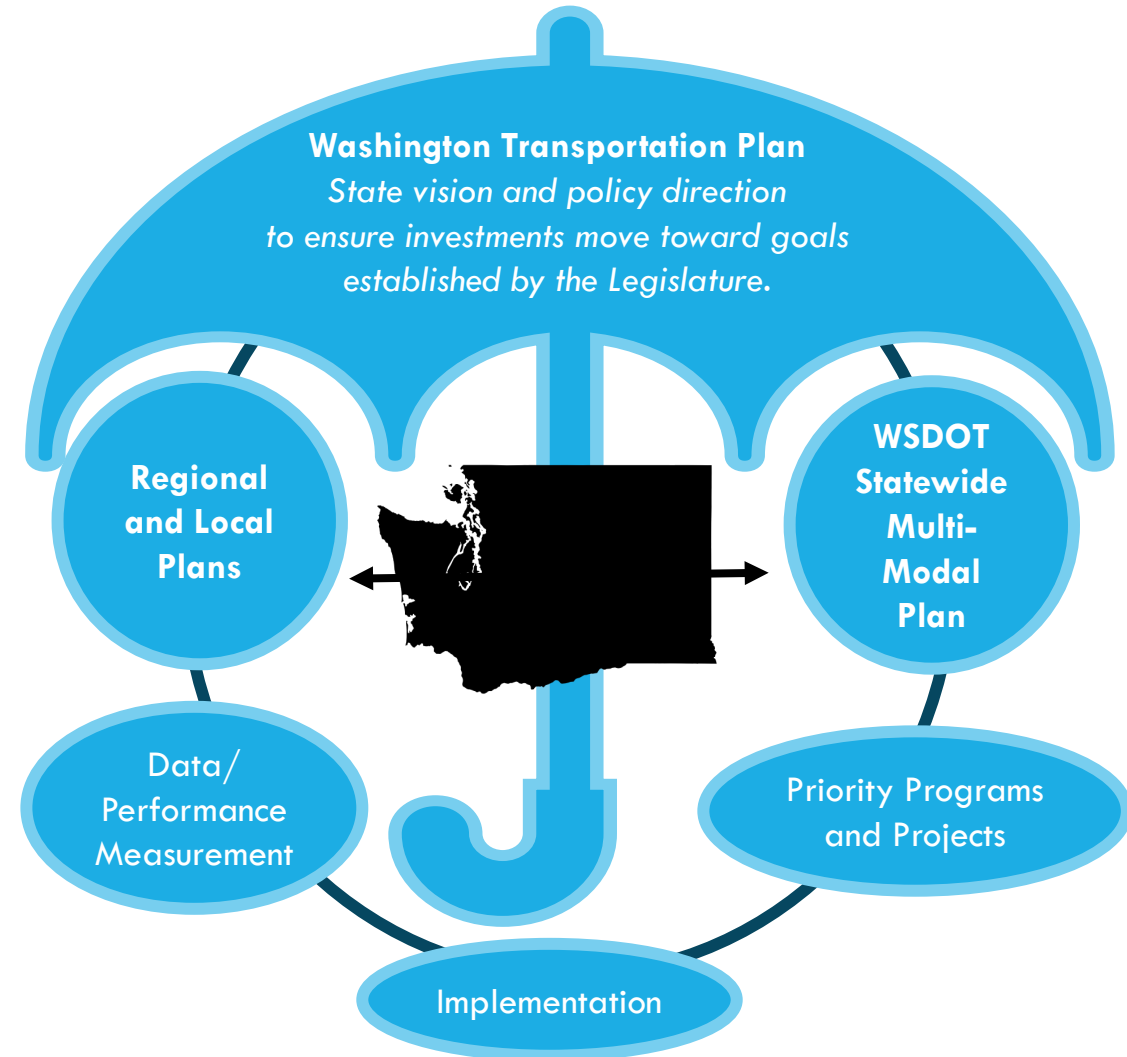 Washington Transportation Plan
State vision and policy direction
to ensure investments move toward goals
established by the Legislature.
Regional
and Local
Plans
WSDOT
Statewide
Multi-
Modal
Plan
Data/
Performance
Measurement
Priority Programs
and Projects
Implementation